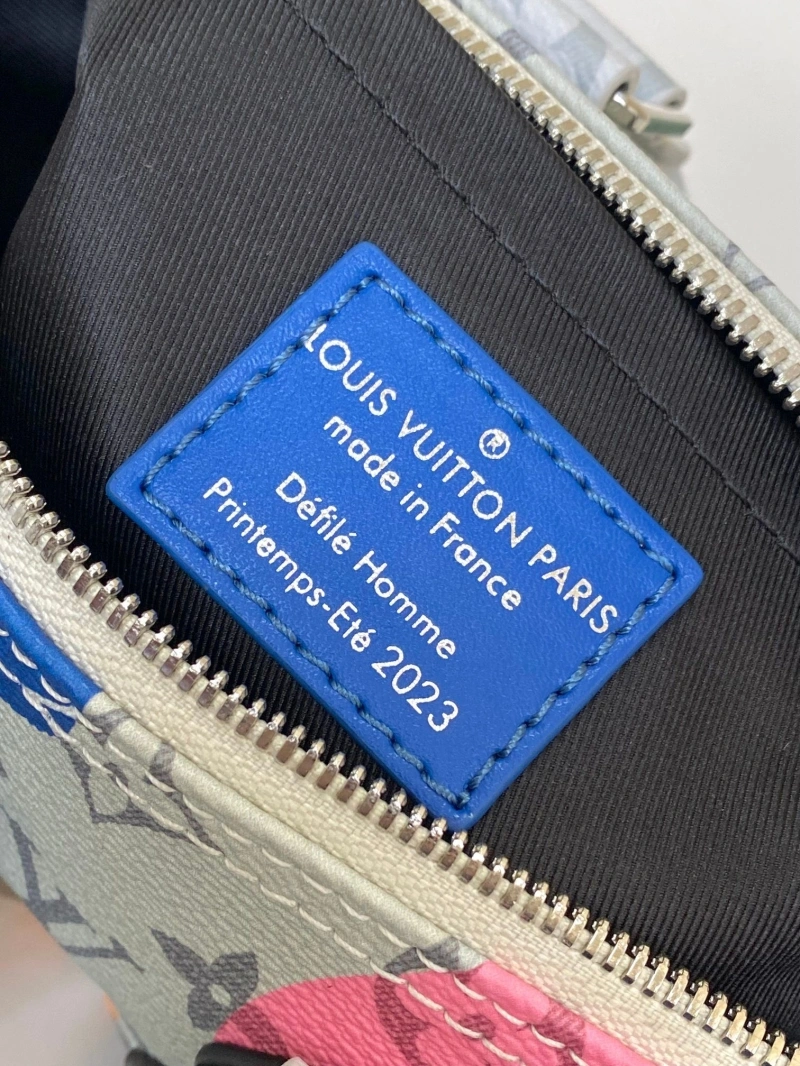 ®
LOUIS VUITTON PARIS
made in France
Défilé Homme
Printemps-Eté 2023